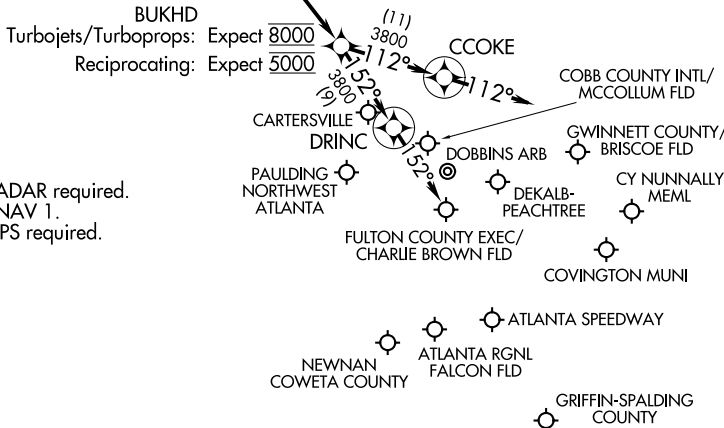 BUKHD
Turbojets/Turboprops: Expect 8000
Reciprocating: Expect 5000
(11)
3800
112°
CCOKE
112°
152°
3800
(9)
CARTERSVILLE
DRINC
152°
COBB COUNTY INTL/
MCCOLLUM FLD
DOBBINS ARB
GWINNETT COUNTY/
BRISCOE FLD
PAULDING
NORTHWEST
ATLANTA
DEKALB-
PEACHTREE
CY NUNNALLY
MEML
ADAR required.
NAV 1.
PS required.
FULTON COUNTY EXEC/
CHARLIE BROWN FLD
COVINGTON MUNI
ATLANTA SPEEDWAY
NEWNAN
COWETA COUNTY
ATLANTA RGNL
FALCON FLD
GRIFFIN-SPALDING
COUNTY